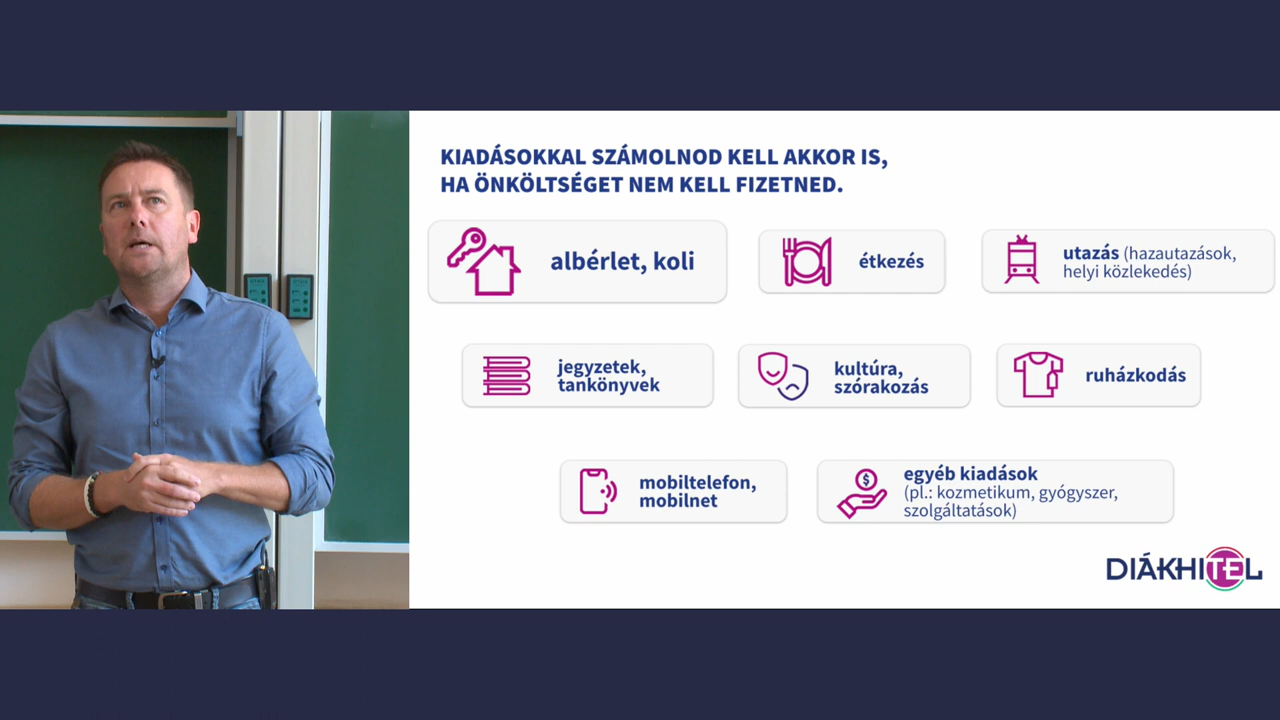 KIADÁSOKKAL SZÁMOLNOD KELL AKKOR IS,
HA ÖNKÖLTSÉGET NEM KELL FIZETNED.
albérlet, koli
étkezés
utazás (hazautazások,
helyi közlekedés)
jegyzetek,
tankönyvek
kultúra,
szórakozás
ruházkodás
mobiltelefon,
mobilnet
$
egyéb kiadások
(pl.: kozmetikum, gyógyszer,
szolgáltatások)
DIÁKHITEL